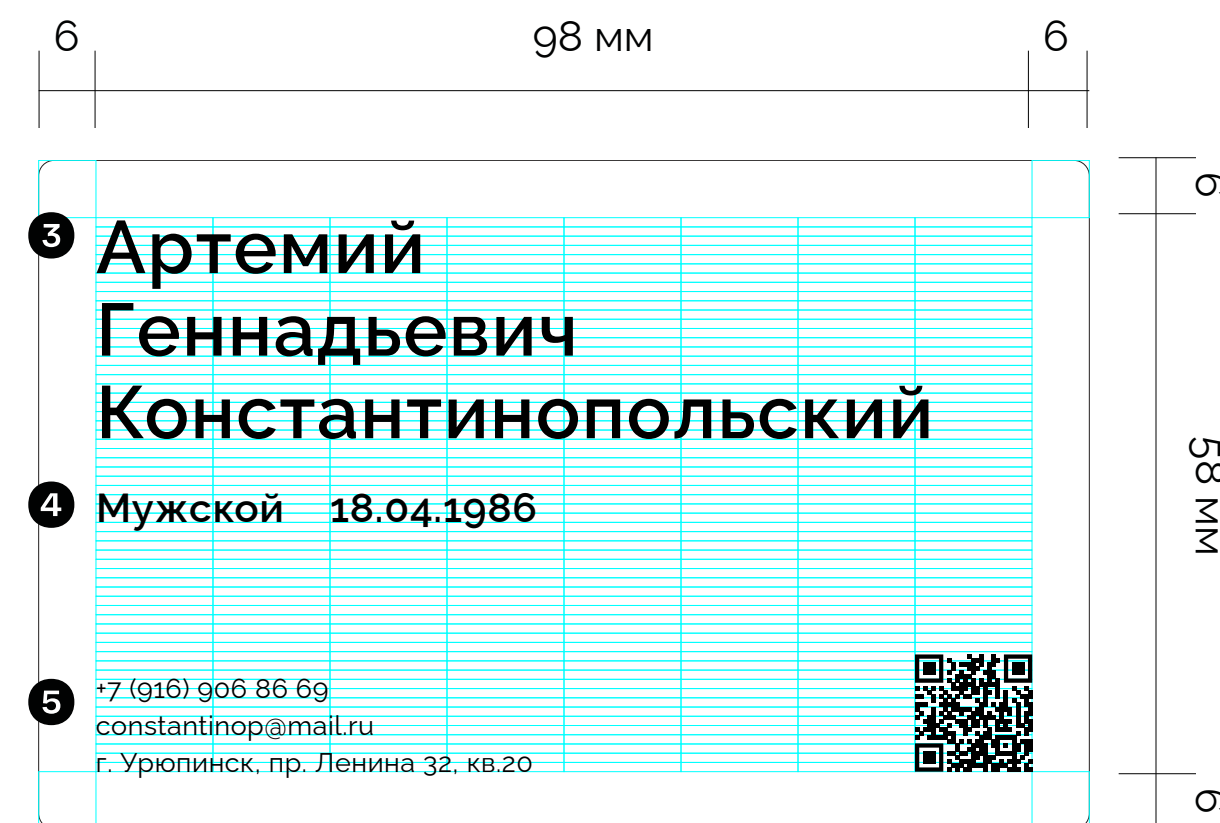 6 98 мм 6
6
3 Артемий
Геннадьевич
Константинопольский
58 мм
4 Мужской 18.04.1986
5 +7 (916) 906 86 69
constantinop@mail.ru
г. Урюпинск, пр. Ленина 32, кв.20
6